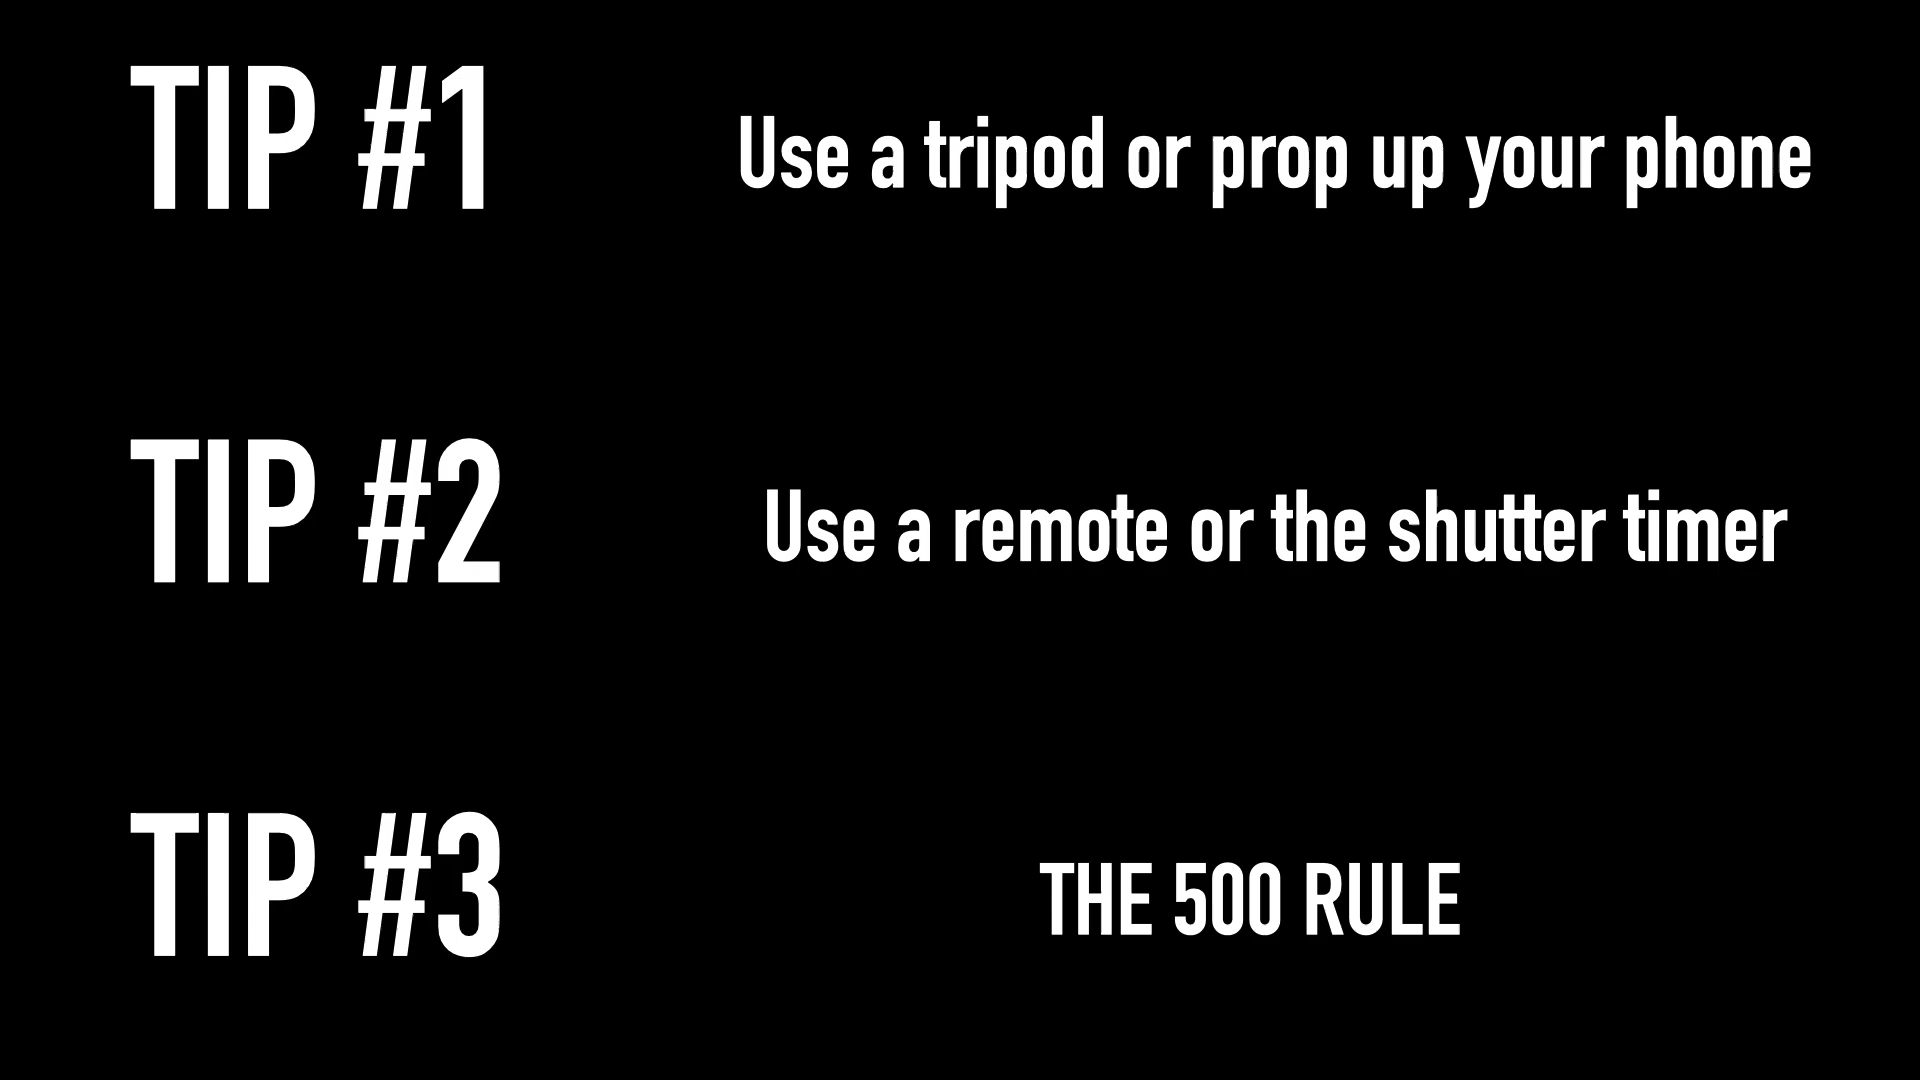 TIP #1
Use a tripod or prop up your phone
TIP #2
Use a remote or the shutter timer
TIP #3
THE 500 RULE